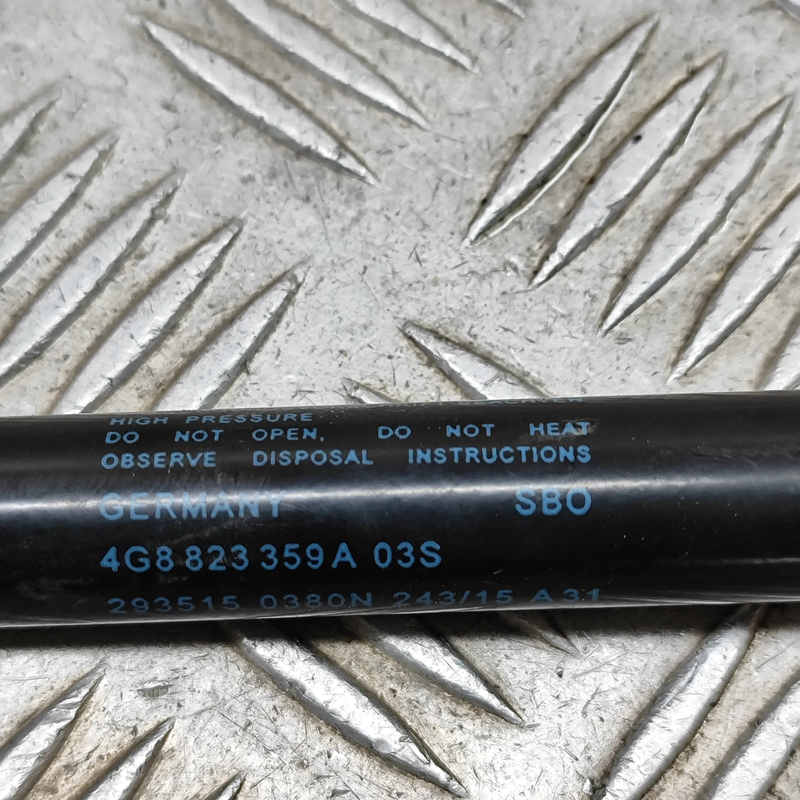 HIGH PRESSURE
DO NOT OPEN, DO NOT HEAT
OBSERVE DISPOSAL INSTRUCTIONS
GERMANY SBO
4G8 823 359 A 03S
293515 0380N 243/15 A31